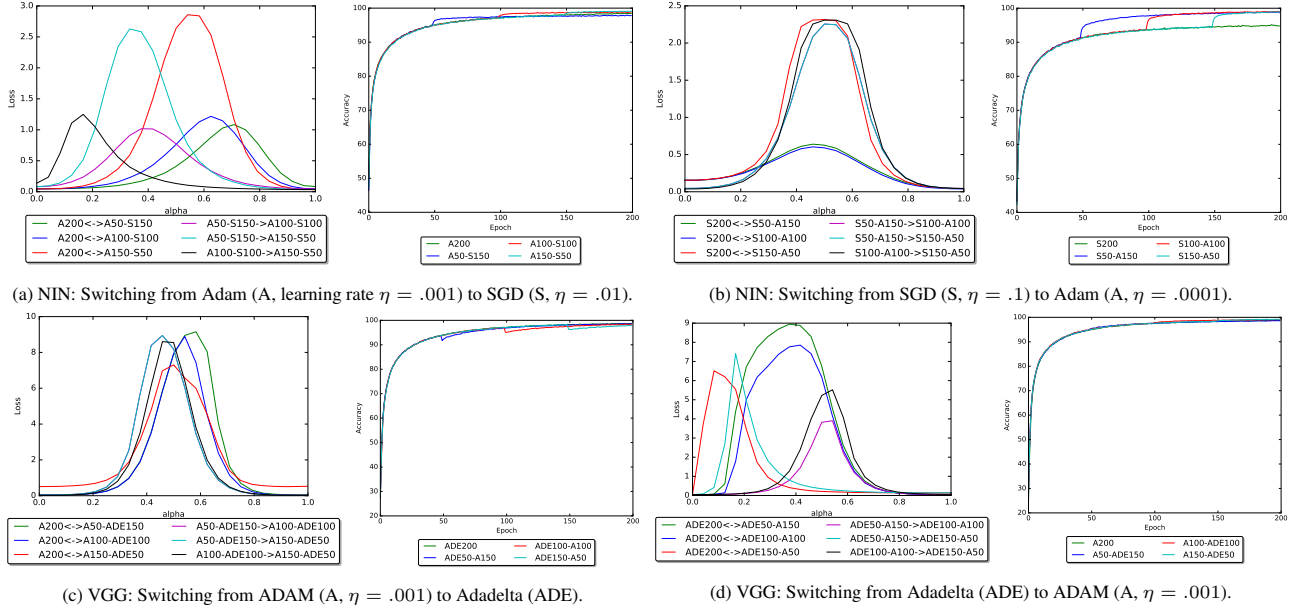 3.0
2.5
2.0
1.5
1.0
0.5
0.0
Loss
0.0 0.2 0.4 0.6 0.8 1.0
alpha
A200<->A50-S150
A200<->A100-S100
A200<->A150-S50
A50-S150->A100-S100
A50-S150->A150-S50
A100-S100->A150-S50
100
90
80
70
60
50
40
Accuracy
0 50 100 150 200
Epoch
A200
A50-S150
A100-S100
A150-S50
(a) NIN: Switching from Adam (A, learning rate η = .001) to SGD (S, η = .01).
2.5
2.0
1.5
1.0
0.5
0.0
Loss
0.0 0.2 0.4 0.6 0.8 1.0
alpha
S200<->S50-A150
S200<->S100-A100
S200<->S150-A50
S50-A150->S100-A100
S50-A150->S150-A50
S100-A100->S150-A50
100
90
80
70
60
50
40
Accuracy
0 50 100 150 200
Epoch
S200
S50-A150
S100-A100
S150-A50
(b) NIN: Switching from SGD (S, η = .1) to Adam (A, η = .0001).
10
8
6
4
2
0
Loss
0.0 0.2 0.4 0.6 0.8 1.0
alpha
A200<->A50-ADE150
A200<->A100-ADE100
A200<->A150-ADE50
A50-ADE150->A100-ADE100
A50-ADE150->A150-ADE50
A100-ADE100->A150-ADE50
100
90
80
70
60
50
40
30
20
Accuracy
0 50 100 150 200
Epoch
ADE200
ADE50-A150
ADE100-A100
ADE150-A50
(c) VGG: Switching from ADAM (A, η = .001) to Adadelta (ADE).
9
8
7
6
5
4
3
2
1
0
Loss
0.0 0.2 0.4 0.6 0.8 1.0
alpha
ADE200<->ADE50-A150
ADE200<->ADE100-A100
ADE200<->ADE150-A50
ADE50-A150->ADE100-A100
ADE50-A150->ADE150-A50
ADE100-A100->ADE150-A50
100
90
80
70
60
50
40
30
20
Accuracy
0 50 100 150 200
Epoch
A200
A50-ADE150
A100-ADE100
A150-ADE50
(d) VGG: Switching from Adadelta (ADE) to ADAM (A, η = .001).